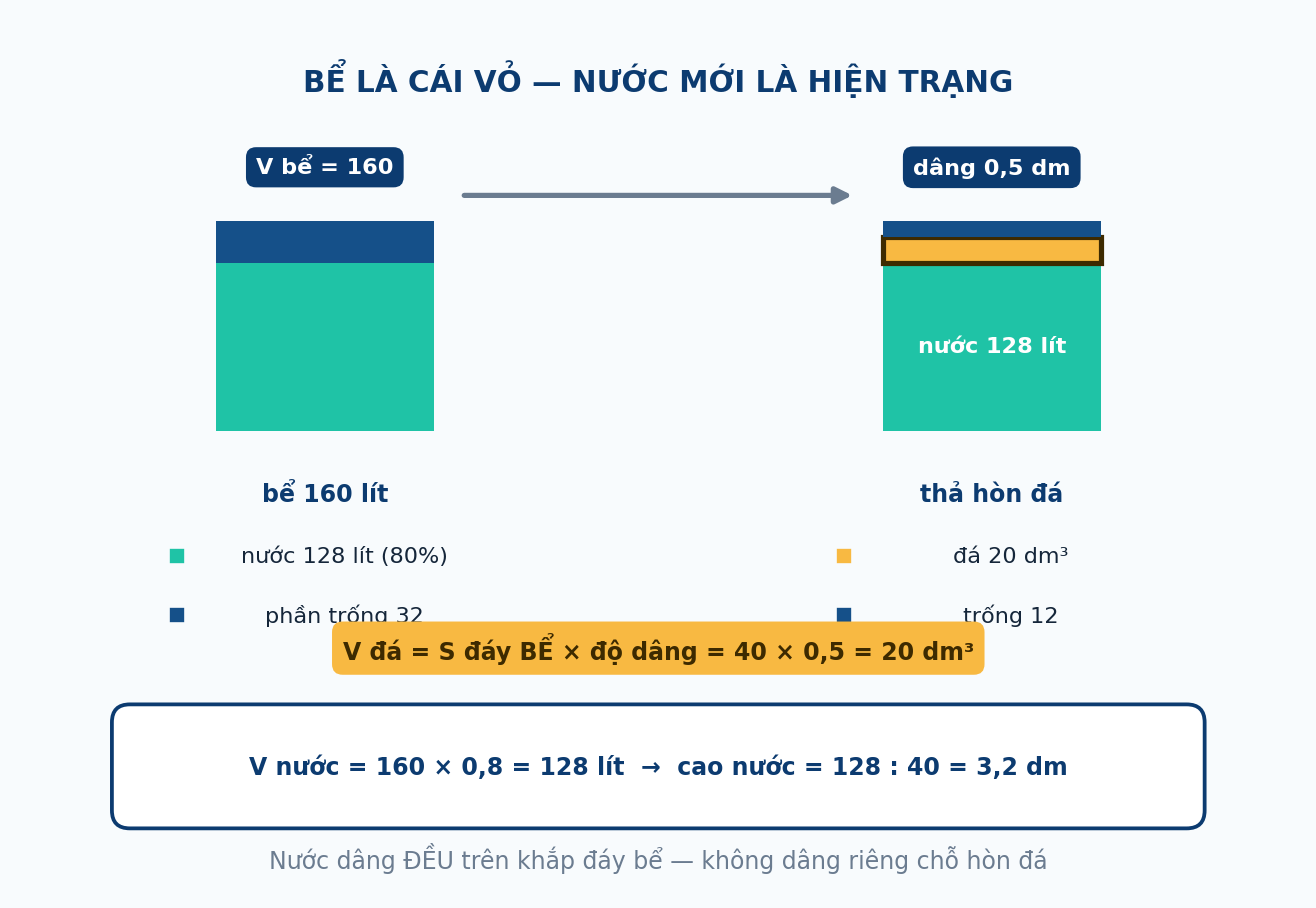 BỂ LÀ CÁI VỎ — NƯỚC MỚI LÀ HIỆN TRẠNG
V bể = 160
dâng 0,5 dm
nước 128 lít
bể 160 lít
thả hòn đá
nước 128 lít (80%)
đá 20 dm³
phần trống 32
trống 12
V đá = S đáy BỂ × độ dâng = 40 × 0,5 = 20 dm³
V nước = 160 × 0,8 = 128 lít → cao nước = 128 : 40 = 3,2 dm
Nước dâng ĐỀU trên khắp đáy bể — không dâng riêng chỗ hòn đá